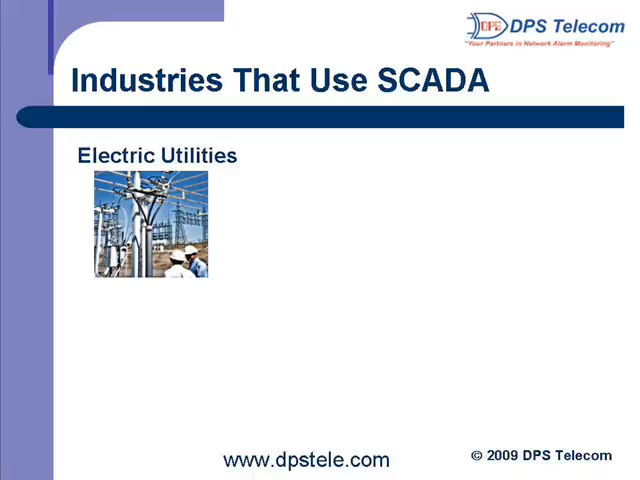 DPS DPS Telecom
"Your Partners in Network Alarm Monitoring"
Industries That Use SCADA
Electric Utilities
www.dpstele.com
© 2009 DPS Telecom